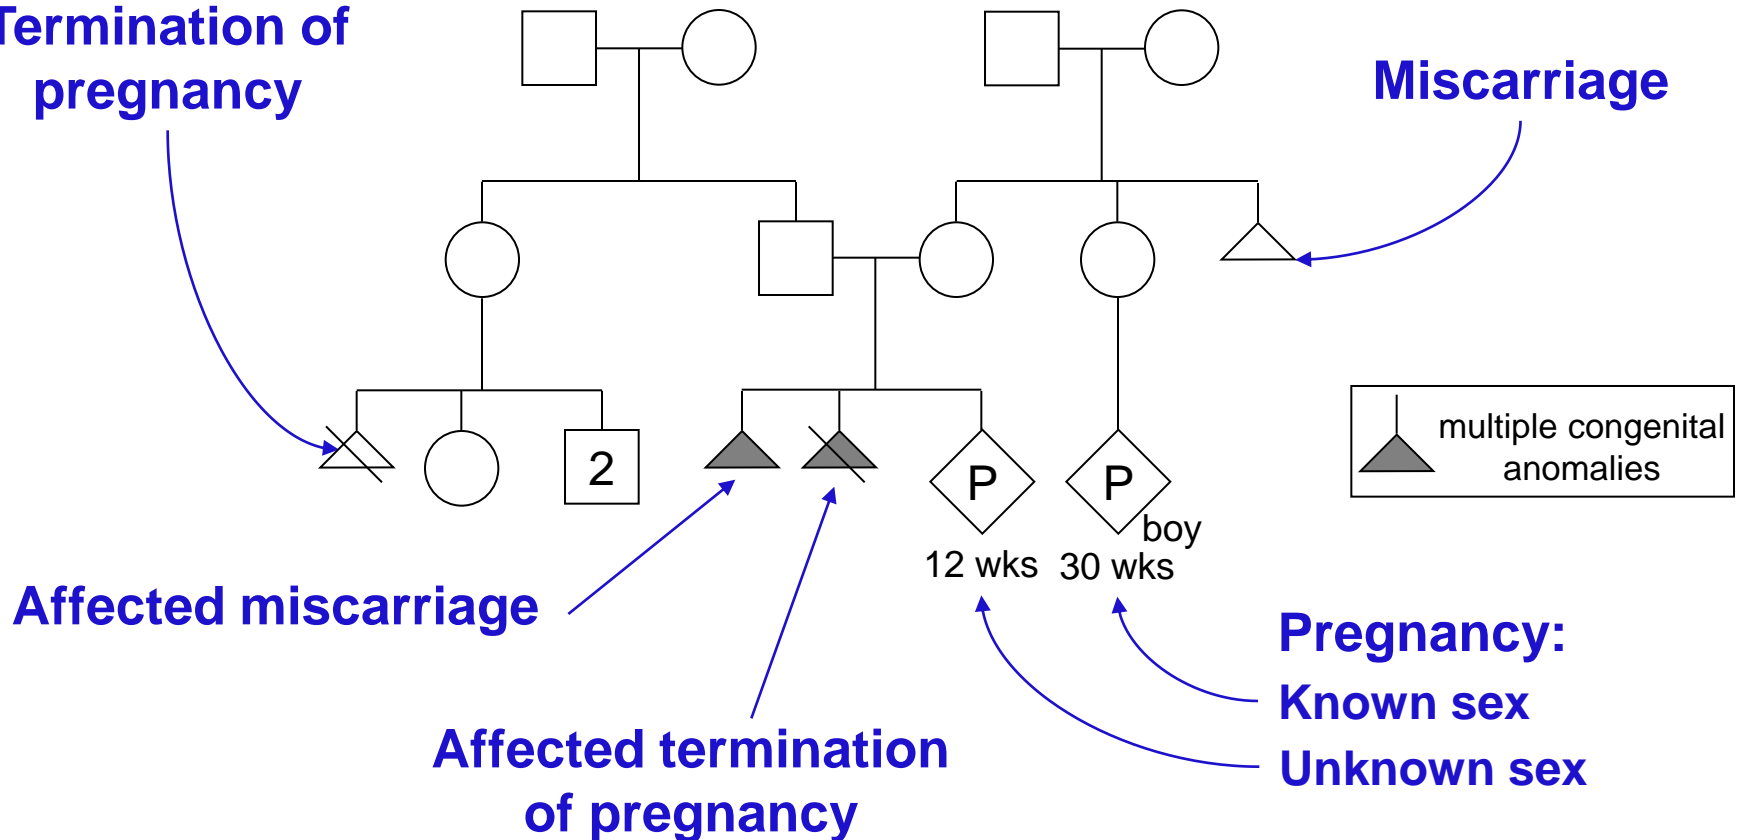 Termination of
pregnancy
Miscarriage
2
P
P
boy
12 wks
30 wks
multiple congenital
anomalies
Affected miscarriage
Affected termination
of pregnancy
Pregnancy:
Known sex
Unknown sex